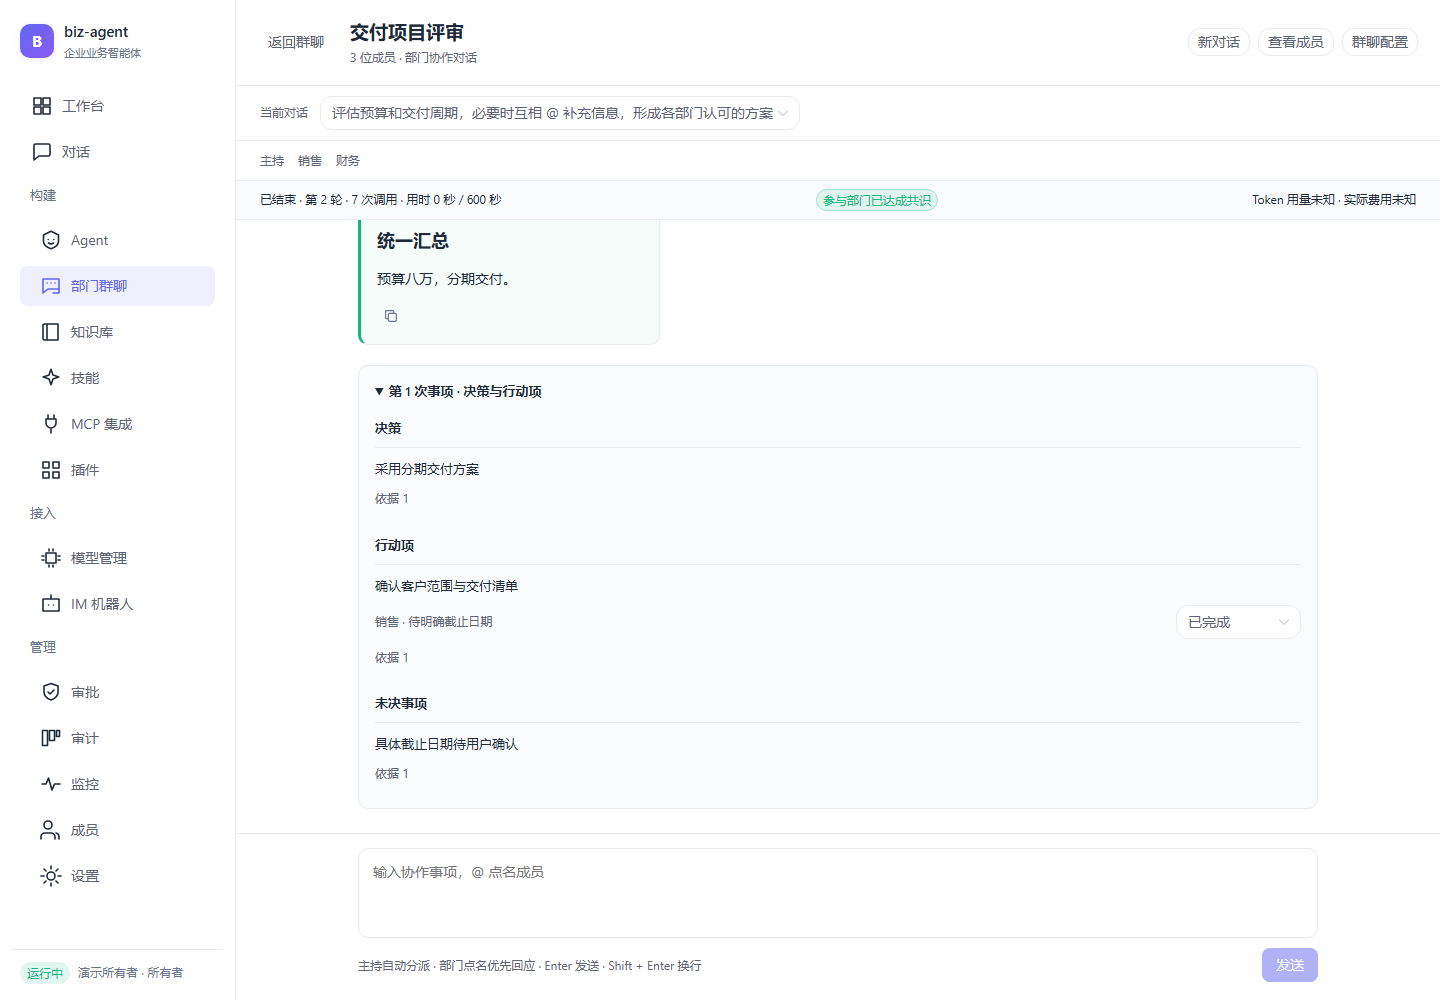 B
biz-agent
企业业务智能体
工作台
对话
构建
Agent
部门群聊
知识库
技能
MCP 集成
插件
接入
模型管理
IM 机器人
管理
审批
审计
监控
成员
设置
运行中
演示所有者 · 所有者
返回群聊
交付项目评审
3 位成员 · 部门协作对话
新对话
查看成员
群聊配置
当前对话
评估预算和交付周期，必要时互相 @ 补充信息，形成各部门认可的方案
主持 销售 财务
已结束 · 第 2 轮 · 7 次调用 · 用时 0 秒 / 600 秒
参与部门已达成共识
Token 用量未知 · 实际费用未知
统一汇总
预算八万，分期交付。
▼ 第 1 次事项 · 决策与行动项
决策
采用分期交付方案
依据 1
行动项
确认客户范围与交付清单
销售 · 待明确截止日期
已完成
依据 1
未决事项
具体截止日期待用户确认
依据 1
输入协作事项，@ 点名成员
主持自动分派 · 部门点名优先回应 · Enter 发送 · Shift + Enter 换行
发送